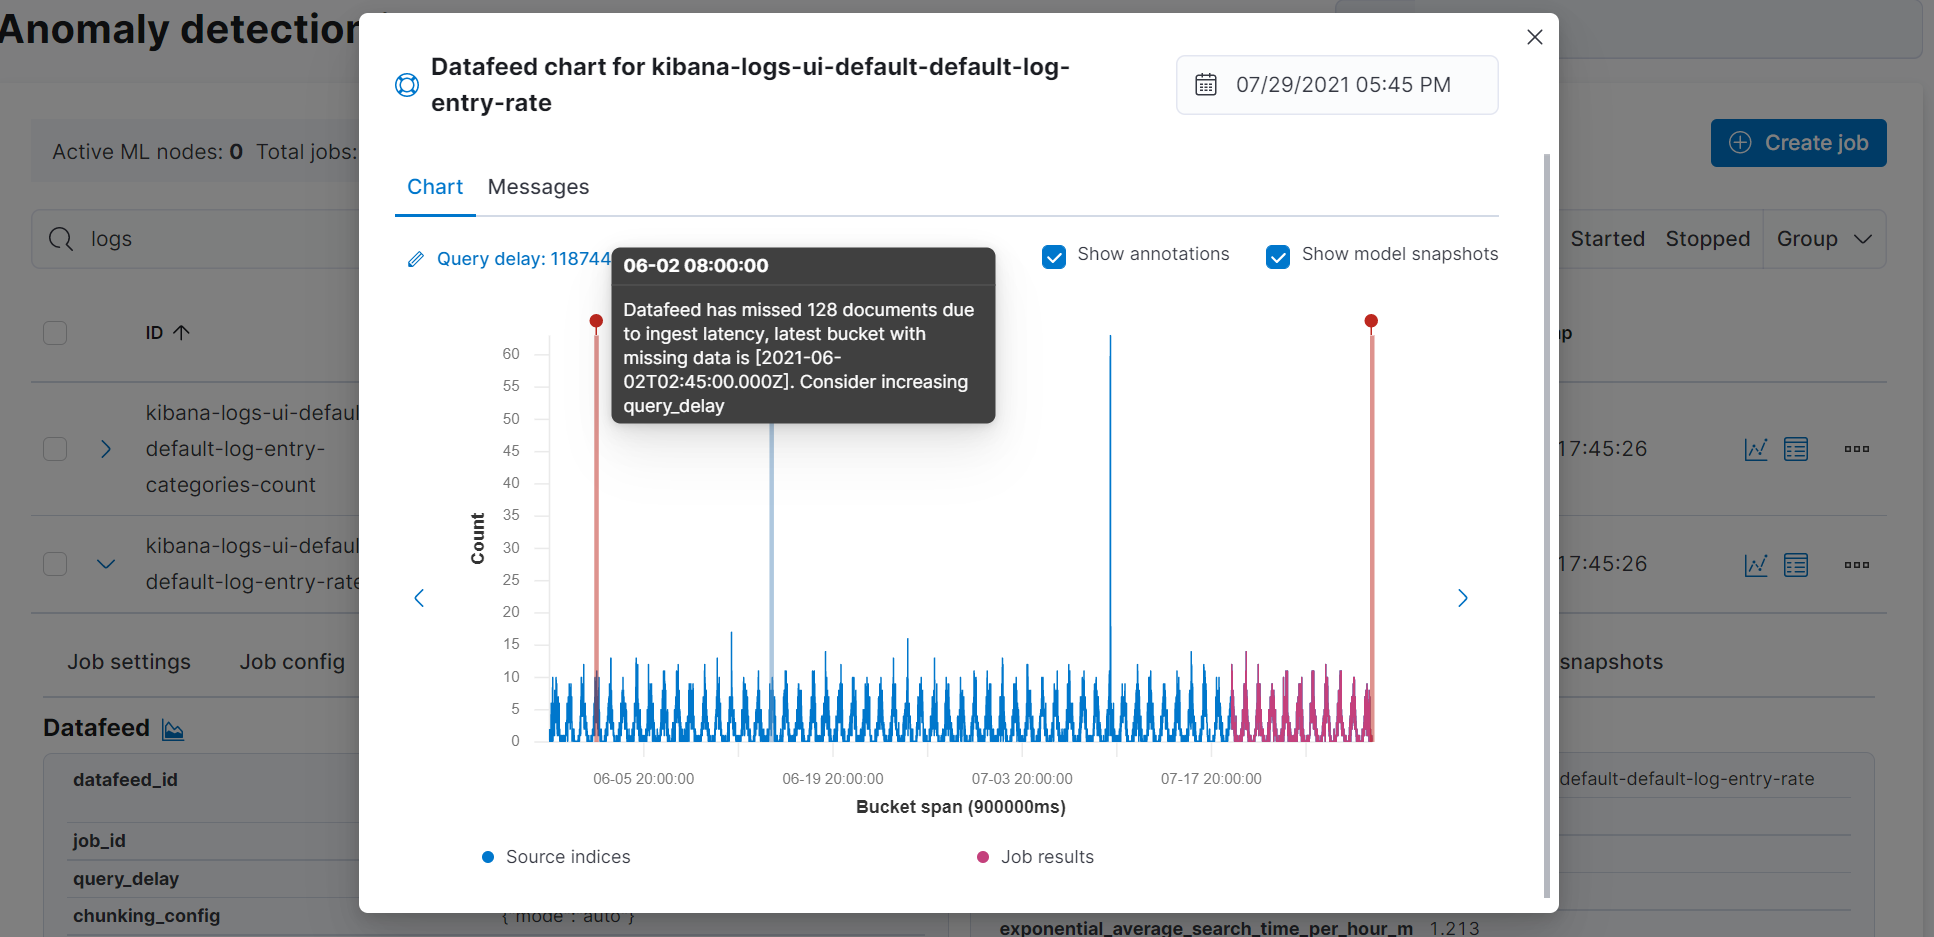 Anomaly detection
Active ML nodes: 0 Total jobs:
Create job
logs
Started Stopped Group
ID
kibana-logs-ui-defaul
default-log-entry-
categories-count
17:45:26
kibana-logs-ui-defaul
default-log-entry-rate
17:45:26
Job settings Job config
snapshots
Datafeed
datafeed_id
default-default-log-entry-rate
job_id
query_delay
chunking_config
{"mode":"auto"}
exponential_average_search_time_per_hour_m 1.213
Datafeed chart for kibana-logs-ui-default-default-log-
entry-rate
07/29/2021 05:45 PM
Chart Messages
Query delay: 118744
Show annotations
Show model snapshots
06-02 08:00:00
Datafeed has missed 128 documents due
to ingest latency, latest bucket with
missing data is [2021-06-
02T02:45:00.000Z]. Consider increasing
query_delay
Count
60
55
50
45
40
35
30
25
20
15
10
5
0
06-05 20:00:00 06-19 20:00:00 07-03 20:00:00 07-17 20:00:00
Bucket span (900000ms)
Source indices
Job results